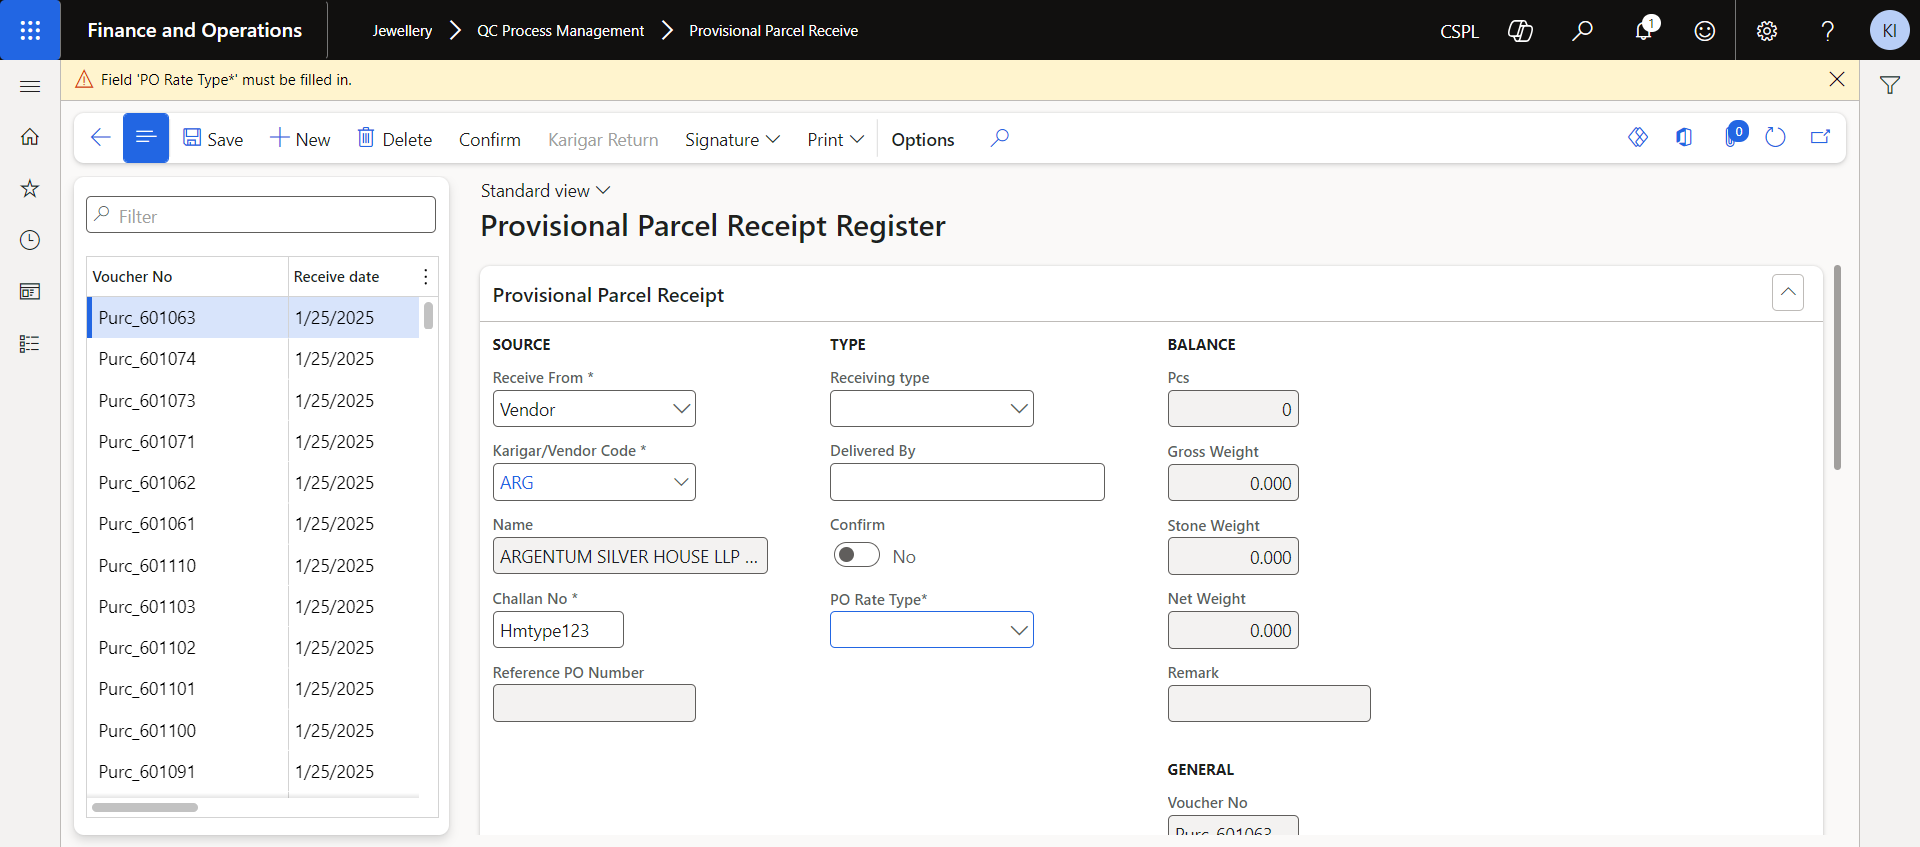 Finance and Operations
Jewellery
QC Process Management
Provisional Parcel Receive
CSPL
1
?
KI
Field 'PO Rate Type*' must be filled in.
Save
New
Delete
Confirm
Karigar Return
Signature
Print
Options
0
Filter
Voucher No Receive date
Purc_601063 1/25/2025
Purc_601074 1/25/2025
Purc_601073 1/25/2025
Purc_601071 1/25/2025
Purc_601062 1/25/2025
Purc_601061 1/25/2025
Purc_601110 1/25/2025
Purc_601103 1/25/2025
Purc_601102 1/25/2025
Purc_601101 1/25/2025
Purc_601100 1/25/2025
Purc_601091 1/25/2025
Standard view
Provisional Parcel Receipt Register
Provisional Parcel Receipt
SOURCE
Receive From *
Vendor
Karigar/Vendor Code *
ARG
Name
ARGENTUM SILVER HOUSE LLP ...
Challan No *
Hmtype123
Reference PO Number
TYPE
Receiving type
Delivered By
Confirm
No
PO Rate Type*
BALANCE
Pcs
0
Gross Weight
0.000
Stone Weight
0.000
Net Weight
0.000
Remark
GENERAL
Voucher No
Purc_601063